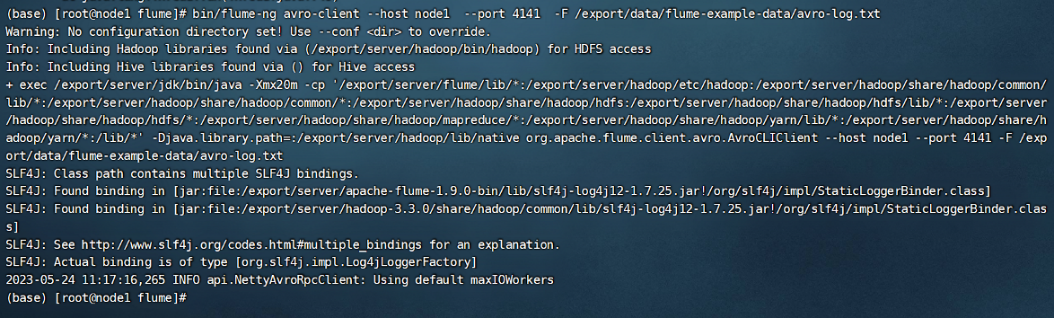 (base) [root@node1 flume]# bin/flume-ng avro-client --host node1  --port 4141  -F /export/data/flume-example-data/avro-log.txt
Warning: No configuration directory set! Use --conf <dir> to override.
Info: Including Hadoop libraries found via (/export/server/hadoop/bin/hadoop) for HDFS access
Info: Including Hive libraries found via () for Hive access
+ exec /export/server/jdk/bin/java -Xmx20m -cp '/export/server/flume/lib/*:/export/server/hadoop/etc/hadoop:/export/server/hadoop/share/hadoop/common/
lib/*:/export/server/hadoop/share/hadoop/common/*:/export/server/hadoop/share/hadoop/hdfs:/export/server/hadoop/share/hadoop/hdfs/lib/*:/export/server
/hadoop/share/hadoop/hdfs/*:/export/server/hadoop/share/hadoop/mapreduce/*:/export/server/hadoop/share/hadoop/yarn/lib/*:/export/server/hadoop/share/h
adoop/yarn/*:/lib/*' -Djava.library.path=:/export/server/hadoop/lib/native org.apache.flume.client.avro.AvroCLIClient --host node1 --port 4141 -F /exp
ort/data/flume-example-data/avro-log.txt
SLF4J: Class path contains multiple SLF4J bindings.
SLF4J: Found binding in [jar:file:/export/server/apache-flume-1.9.0-bin/lib/slf4j-log4j12-1.7.25.jar!/org/slf4j/impl/StaticLoggerBinder.class]
SLF4J: Found binding in [jar:file:/export/server/hadoop-3.3.0/share/hadoop/common/lib/slf4j-log4j12-1.7.25.jar!/org/slf4j/impl/StaticLoggerBinder.clas
s]
SLF4J: See http://www.slf4j.org/codes.html#multiple_bindings for an explanation.
SLF4J: Actual binding is of type [org.slf4j.impl.Log4jLoggerFactory]
2023-05-24 11:17:16,265 INFO api.NettyAvroRpcClient: Using default maxIOWorkers
(base) [root@node1 flume]#